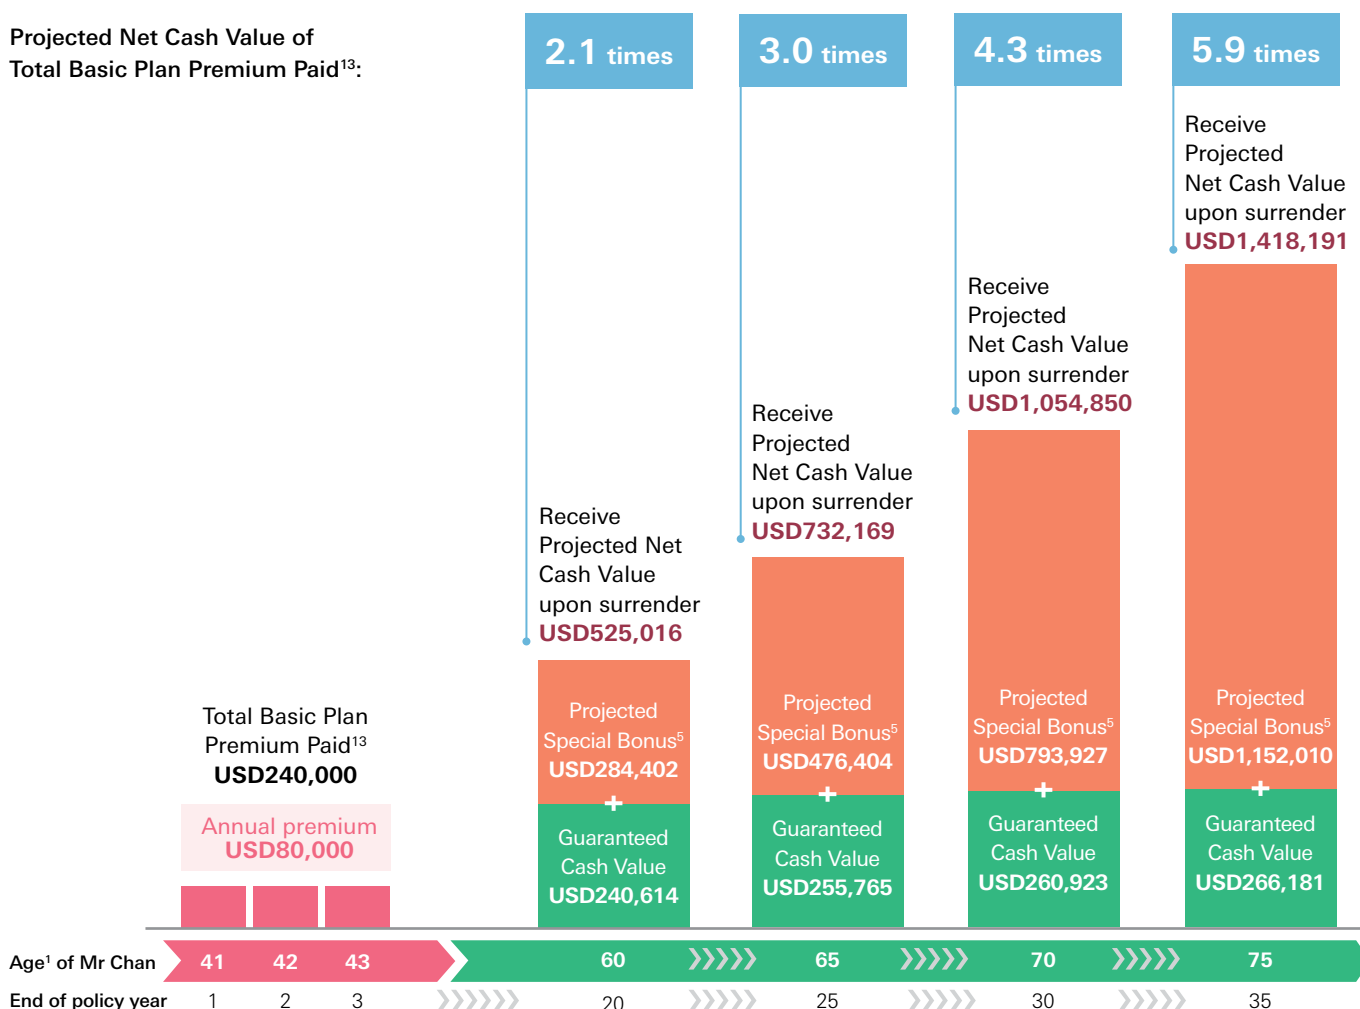 Projected Net Cash Value of
Total Basic Plan Premium Paid¹³:
2.1 times
3.0 times
4.3 times
5.9 times
Receive
Projected
Net Cash Value
upon surrender
USD1,418,191
Receive
Projected
Net Cash Value
upon surrender
USD1,054,850
Receive
Projected
Net Cash Value
upon surrender
USD732,169
Receive
Projected Net
Cash Value
upon surrender
USD525,016
Total Basic Plan
Premium Paid¹³
USD240,000
Annual premium
USD80,000
Projected
Special Bonus⁵
USD284,402
+
Guaranteed
Cash Value
USD240,614
Projected
Special Bonus⁵
USD476,404
+
Guaranteed
Cash Value
USD255,765
Projected
Special Bonus⁵
USD793,927
+
Guaranteed
Cash Value
USD260,923
Projected
Special Bonus⁵
USD1,152,010
+
Guaranteed
Cash Value
USD266,181
Age¹ of Mr Chan 41 42 43 60 65 70 75
End of policy year 1 2 3 20 25 30 35